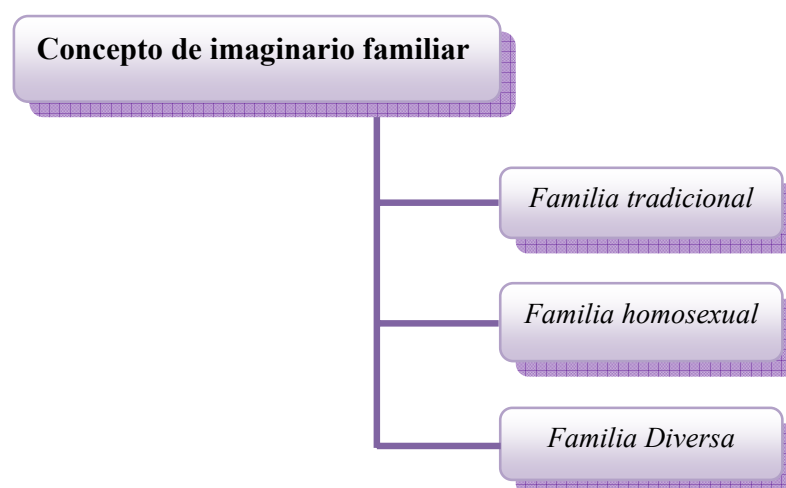 Concepto de imaginario familiar
Familia tradicional
Familia homosexual
Familia Diversa